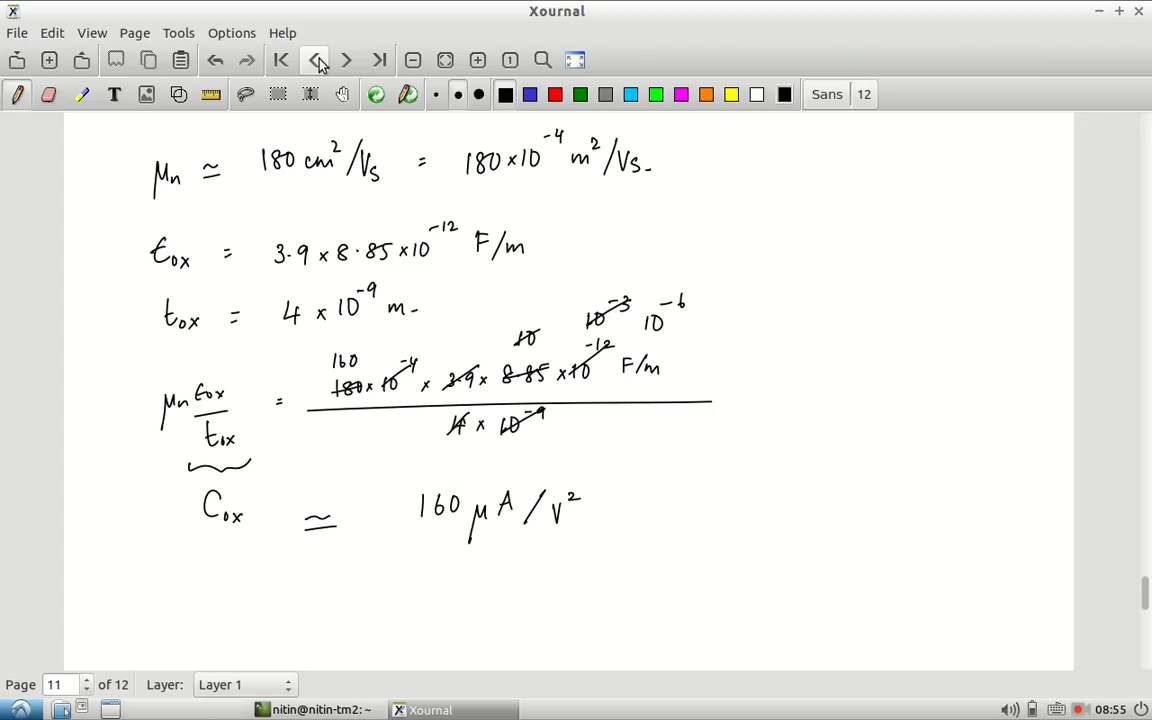 Xournal
File Edit View Page Tools Options Help
Sans 12
μn ≃ 180 cm²/Vs = 180×10⁻⁴ m²/Vs.
ϵox = 3.9 × 8.85 × 10⁻¹² F/m
tox = 4 × 10⁻⁹ m.
10 10⁻³ 10⁻⁶
160
μn ϵox/tox = 180 × 10⁻⁴ × 3.9 × 8.85 × 10⁻¹² F/m
4 × 10⁻⁹
Cox ≃ 160 μA/V²
Page 11 of 12 Layer: Layer 1
nitin@nitin-tm2: ~ Xournal 08:55